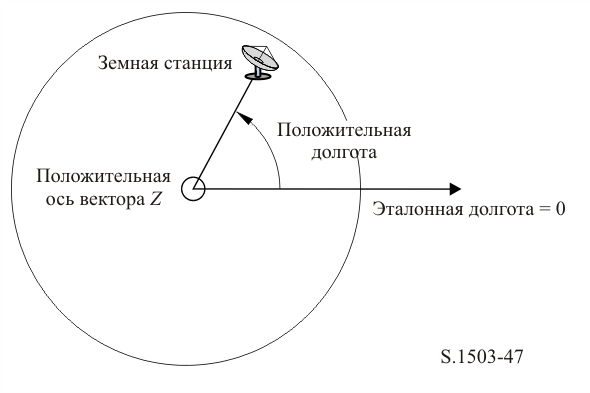 Земная станция
Положительная
долгота
Положительная
ось вектора Z
Эталонная долгота = 0
S.1503-47